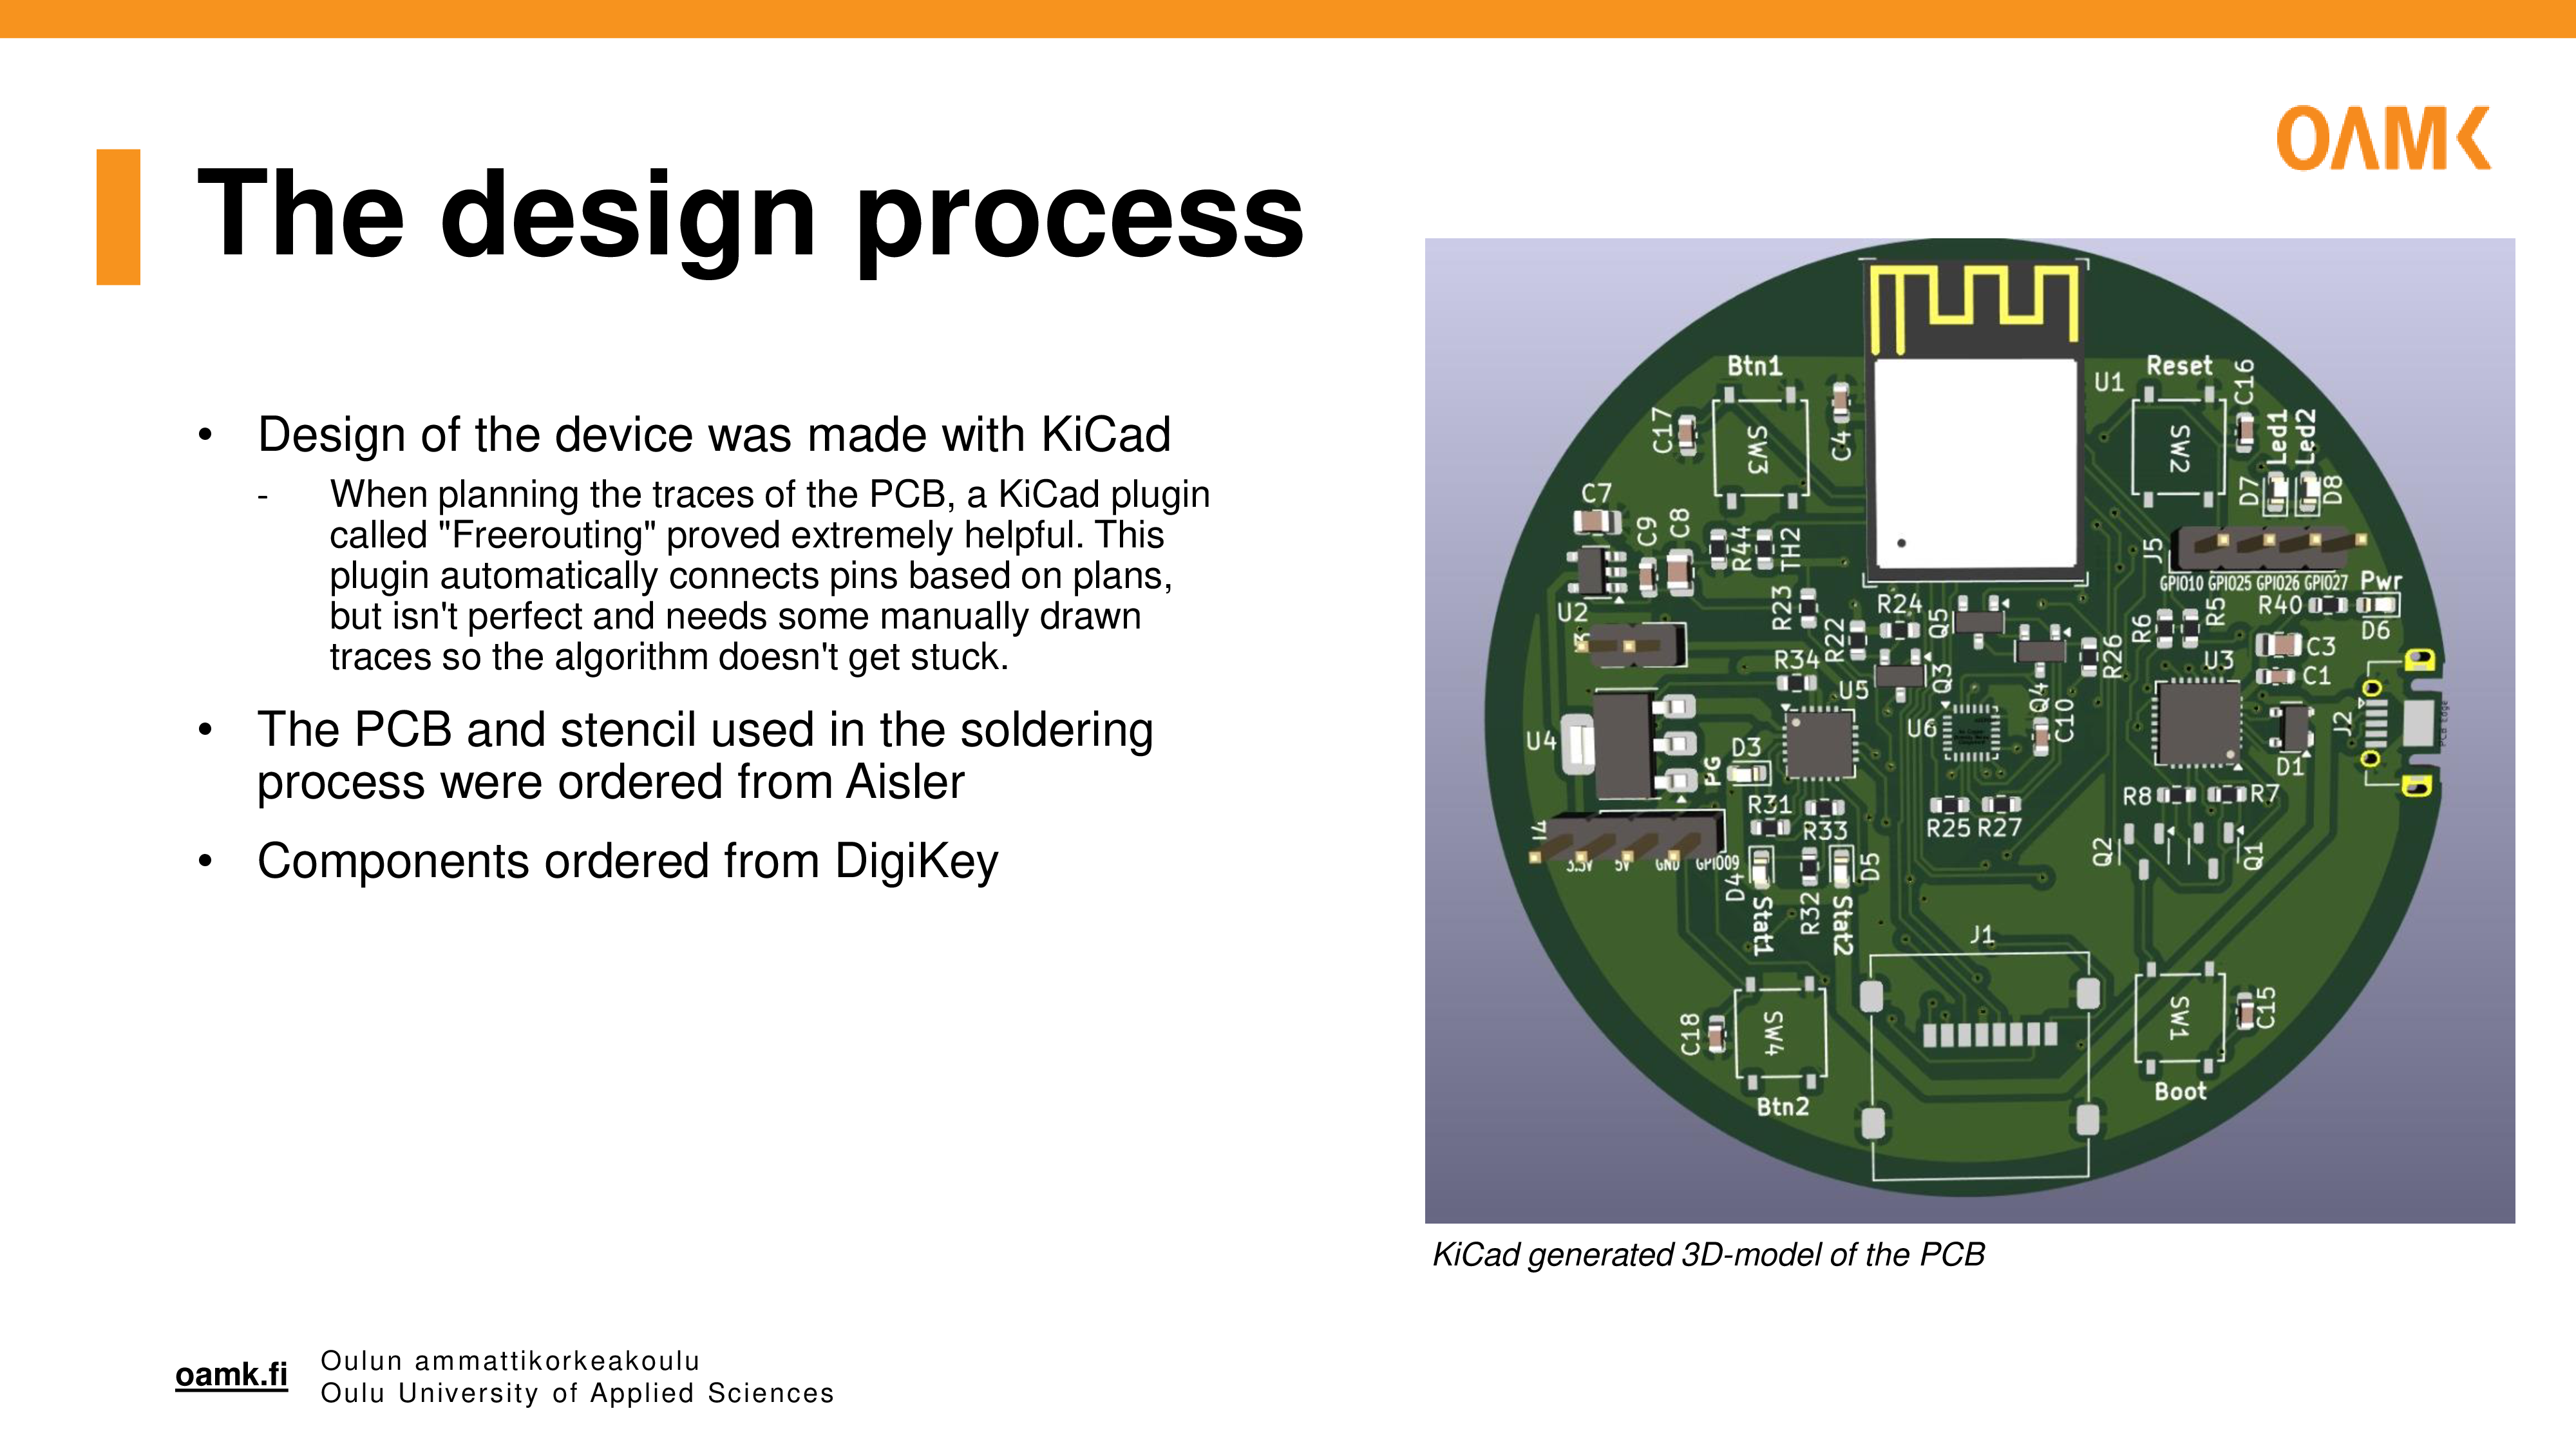 OAMK
The design process
• Design of the device was made with KiCad
- When planning the traces of the PCB, a KiCad plugin
called "Freerouting" proved extremely helpful. This
plugin automatically connects pins based on plans,
but isn't perfect and needs some manually drawn
traces so the algorithm doesn't get stuck.
• The PCB and stencil used in the soldering
process were ordered from Aisler
• Components ordered from DigiKey
Btn1
U1
Reset
C16
C17
SW3
C4
SW2
Led1
Led2
C7
D7
D8
C9
C8
R44
TH2
J5
GPIO10 GPIO25 GPIO26 GPIO27
Pwr
U2
R23
R24
Q5
R6
R5
R40
D6
R22
R26
C3
R34
U3
C1
U5
Q3
Q4
U4
U6
C10
J2
PCB Edge
PG
D3
D1
R31
R8
R7
J4
R33
R25
R27
3.3V
5V
GND
GPIO09
Q2
Q1
D4
D5
R32
Stat1
Stat2
J1
C18
SW4
SW1
C15
Btn2
Boot
KiCad generated 3D-model of the PCB
oamk.fi
Oulun ammattikorkeakoulu
Oulu University of Applied Sciences